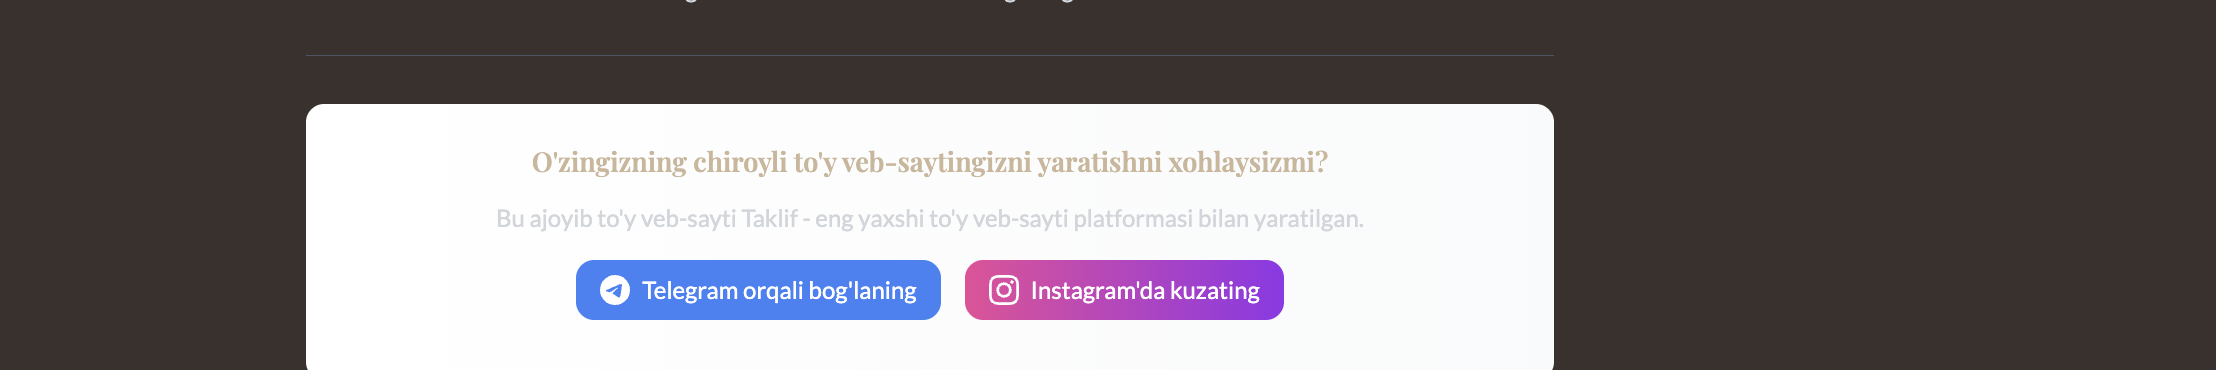 O'zingizning chiroyli to'y veb-saytingizni yaratishni xohlaysizmi?
Bu ajoyib to'y veb-sayti Taklif - eng yaxshi to'y veb-sayti platformasi bilan yaratilgan.
Telegram orqali bog'laning
Instagram'da kuzating